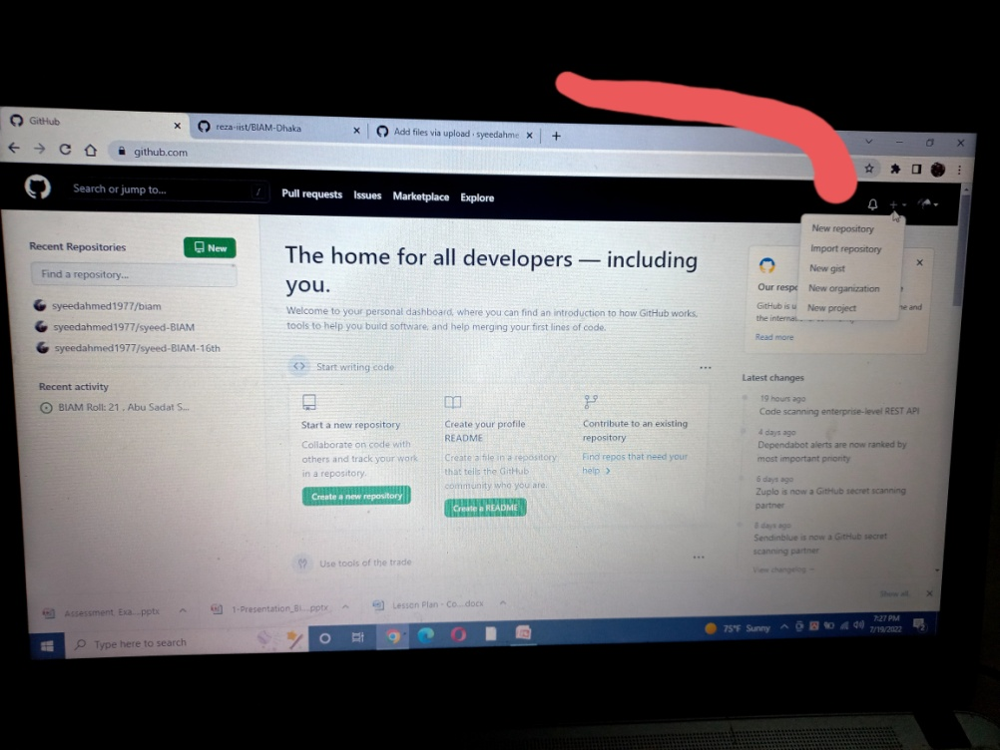 GitHub
reza-iist/BIAM-Dhaka
Add files via upload · syeedahme
github.com
Search or jump to...
/
Pull requests
Issues
Marketplace
Explore
New repository
Import repository
New gist
New organization
New project
Recent Repositories
New
Find a repository...
syeedahmed1977/biam
syeedahmed1977/syeed-BIAM
syeedahmed1977/syeed-BIAM-16th
Recent activity
BIAM Roll: 21 , Abu Sadat S...
The home for all developers — including
you.
Welcome to your personal dashboard, where you can find an introduction to how GitHub works,
tools to help you build software, and help merging your first lines of code.
Start writing code
Start a new repository
Collaborate on code with
others and track your work
in a repository.
Create a new repository
Create your profile
README
Create a file in a repository
that tells the GitHub
community who you are.
Create a README
Contribute to an existing
repository
Find repos that need your
help
Use tools of the trade
Our resp
GitHub is u
ne and
the interna
Read more
Latest changes
19 hours ago
Code scanning enterprise-level REST API
4 days ago
Dependabot alerts are now ranked by
most important priority
6 days ago
Zuplo is now a GitHub secret scanning
partner
8 days ago
Sendinblue is now a GitHub secret
scanning partner
View changelog →
Assessment Exa....pptx
1-Presentation_BI....pptx
Lesson Plan - Co....docx
Show all
Type here to search
75°F Sunny
7:27 PM
7/19/2022